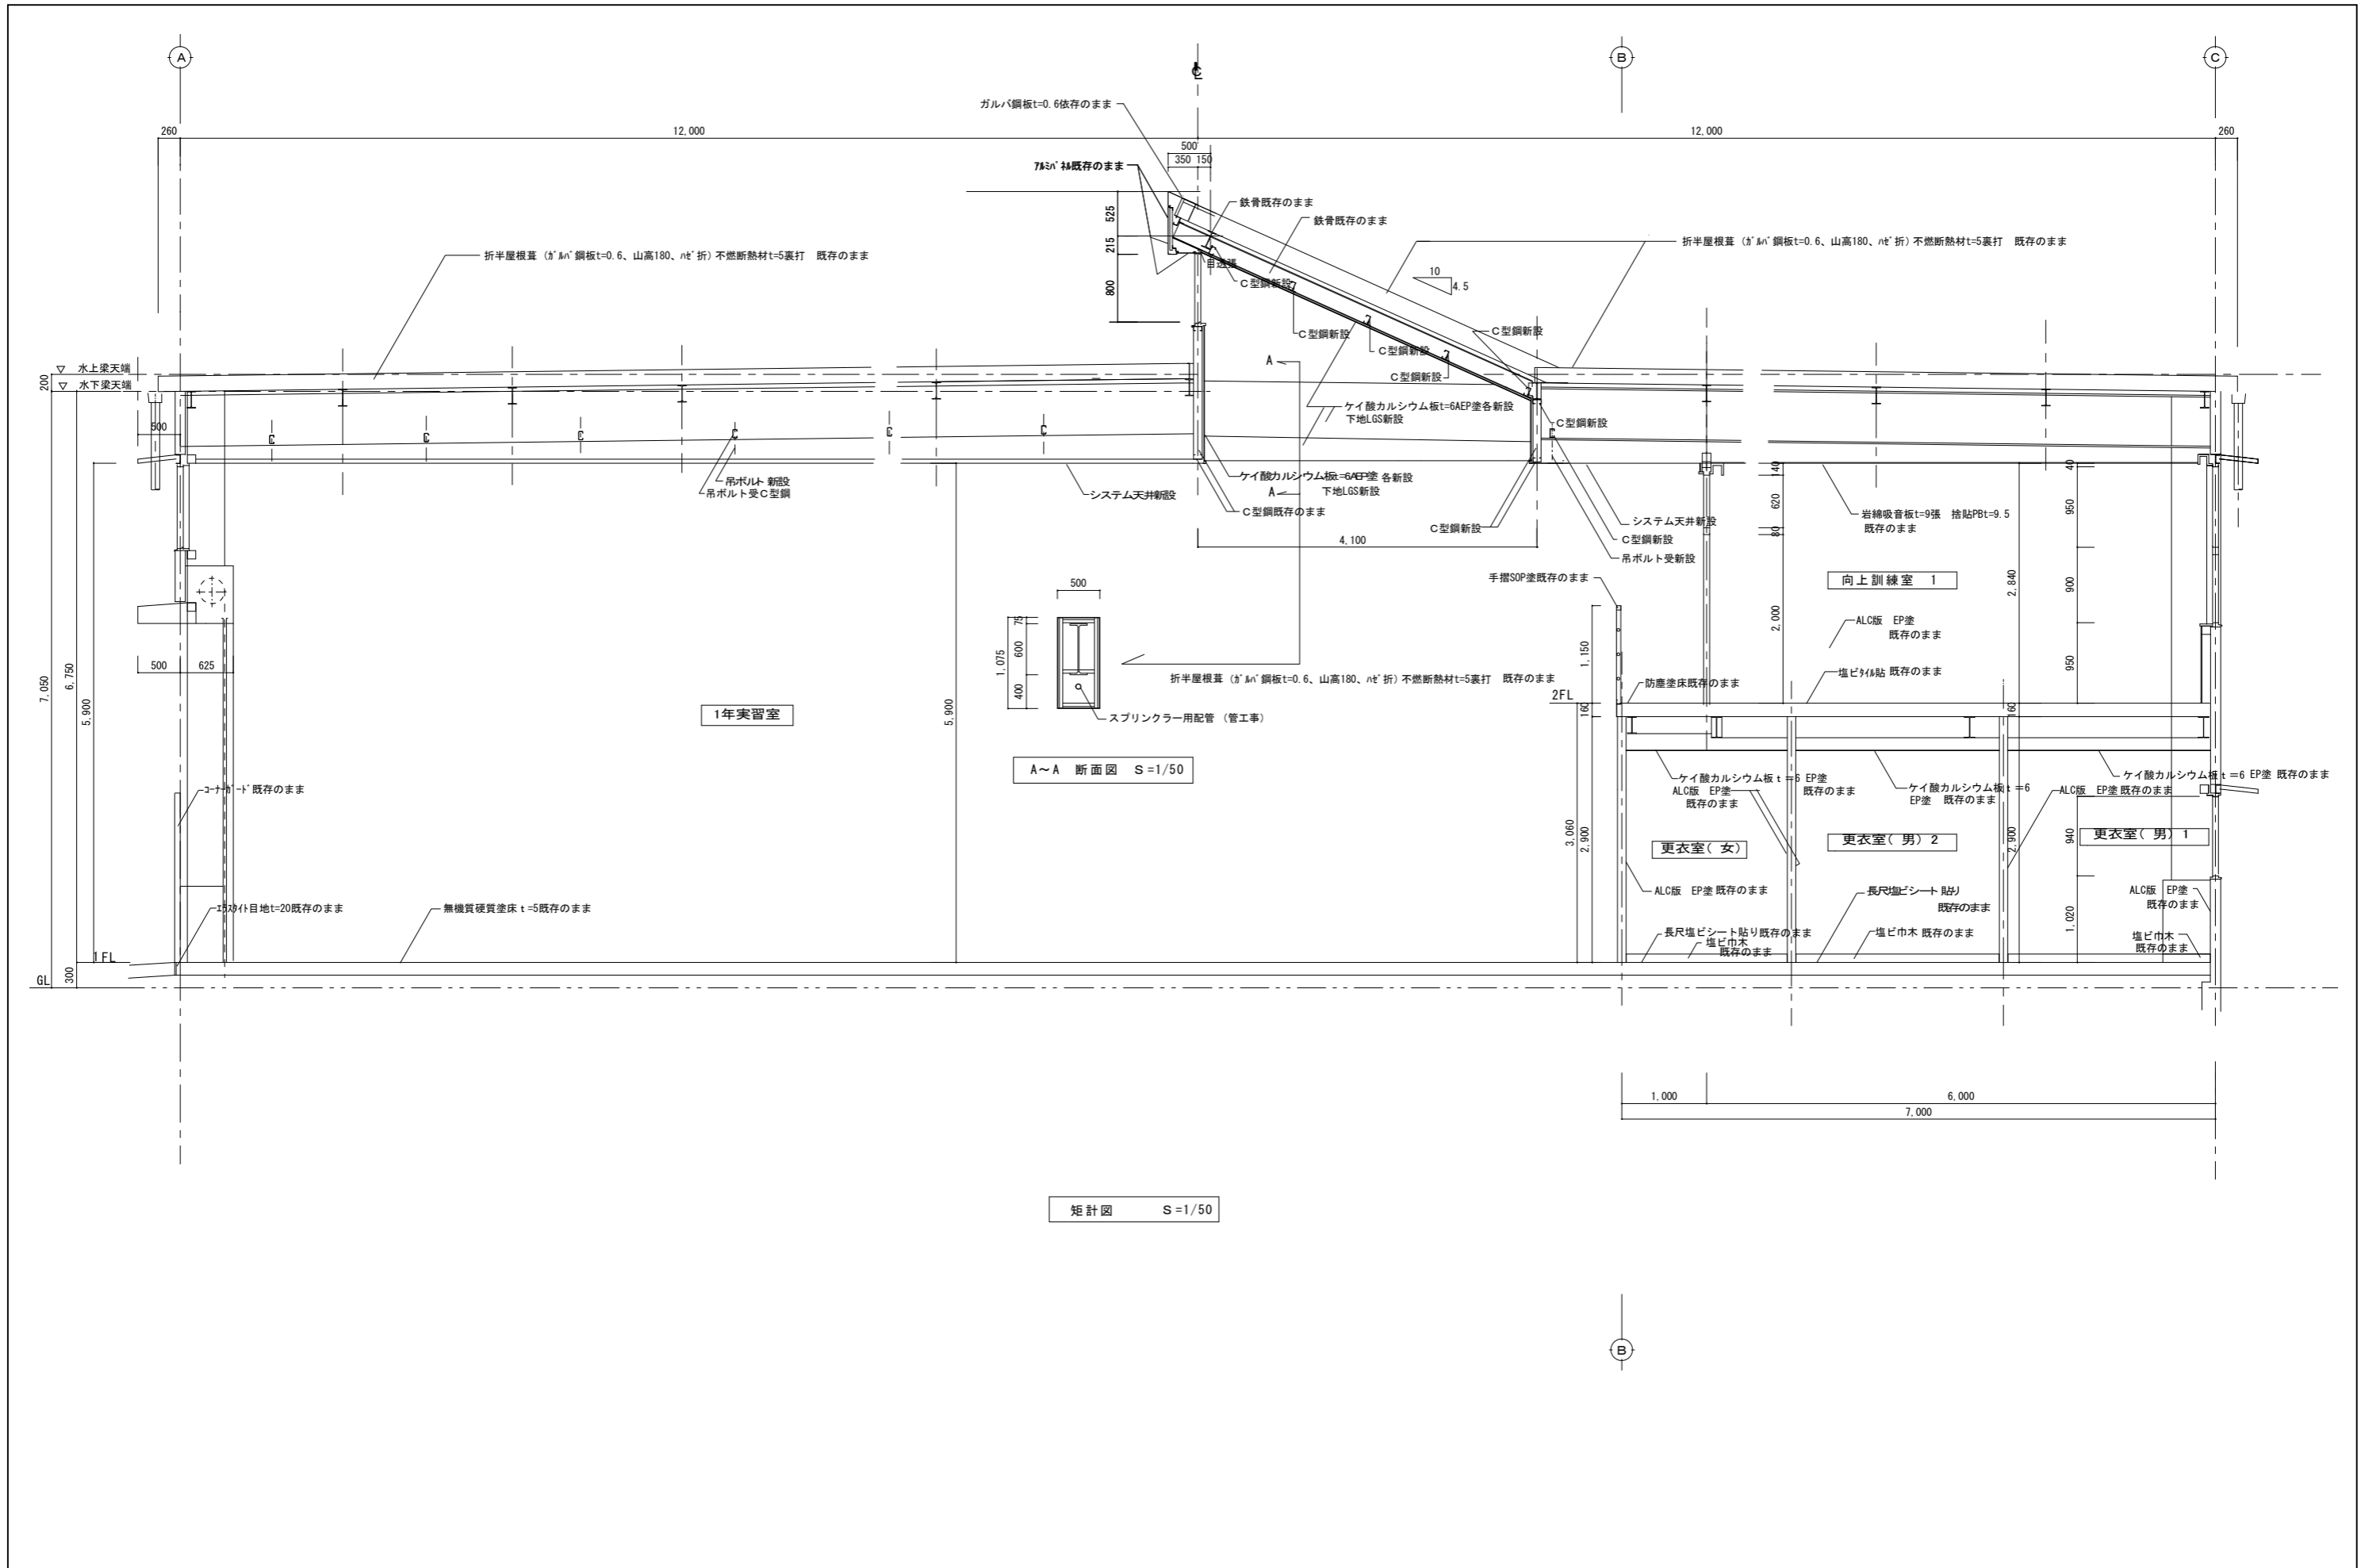 A
B
C
ガルバ鋼板t=0.6依存のまま
260
12,000
12,000
260
500
350 150
ｱﾙﾐﾊﾟﾈﾙ既存のまま
鉄骨既存のまま
鉄骨既存のまま
525
215
800
目透張
折半屋根葺 (ｶﾞﾙﾊﾞ鋼板t=0.6、山高180、ﾊｾﾞ折) 不燃断熱材t=5裏打　既存のまま
折半屋根葺 (ｶﾞﾙﾊﾞ鋼板t=0.6、山高180、ﾊｾﾞ折) 不燃断熱材t=5裏打　既存のまま
10
4.5
C型鋼新設
C型鋼新設
C型鋼新設
C型鋼新設
C型鋼新設
▽ 水上梁天端
▽ 水下梁天端
200
A
ケイ酸カルシウム板t=6AEP塗各新設
下地LGS新設
C型鋼新設
500
吊ボルト 新設
吊ボルト受C型鋼
システム天井新設
ケイ酸カルシウム板t=6AEP塗 各新設
下地LGS新設
A
C型鋼既存のまま
C型鋼新設
4,100
システム天井新設
C型鋼新設
吊ボルト受新設
岩綿吸音板t=9張　捨貼PBt=9.5
既存のまま
140
620
80
2,000
2,840
40
950
900
950
向上訓練室　1
手摺SOP塗既存のまま
ALC版　EP塗
既存のまま
塩ビﾀｲﾙ貼 既存のまま
防塵塗床既存のまま
1,150
2FL
160
160
500
625
500
75
600
400
1,075
折半屋根葺 (ｶﾞﾙﾊﾞ鋼板t=0.6、山高180、ﾊｾﾞ折) 不燃断熱材t=5裏打　既存のまま
スプリンクラー用配管 (管工事)
A～A　断面図　S=1/50
7,050
6,750
5,900
5,900
1年実習室
ケイ酸カルシウム板 t=6 EP塗
既存のまま
ALC版　EP塗
既存のまま
ケイ酸カルシウム板 t=6
EP塗　既存のまま
ケイ酸カルシウム板 t=6 EP塗 既存のまま
ALC版　EP塗 既存のまま
ｺｰﾅｰｶﾞｰﾄﾞ既存のまま
3,060
2,900
2,900
940
1,020
更衣室(女)
更衣室(男)2
更衣室(男)1
ALC版　EP塗 既存のまま
長尺塩ビシート 貼り
既存のまま
ALC版　EP塗
既存のまま
ｴﾗｽﾀｲﾄ目地t=20既存のまま
無機質硬質塗床 t=5既存のまま
長尺塩ビシート貼り既存のまま
塩ビ巾木
既存のまま
塩ビ巾木 既存のまま
塩ビ巾木
既存のまま
1FL
GL
300
1,000
6,000
7,000
矩計図　S=1/50
B